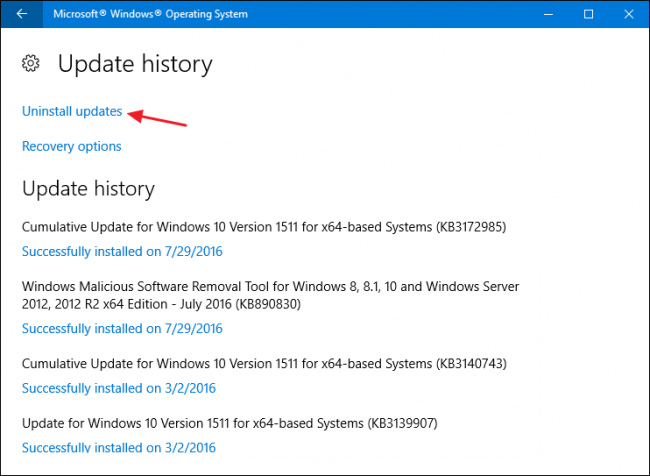 Microsoft® Windows® Operating System
Update history
Uninstall updates
Recovery options
Update history
Cumulative Update for Windows 10 Version 1511 for x64-based Systems (KB3172985)
Successfully installed on 7/29/2016
Windows Malicious Software Removal Tool for Windows 8, 8.1, 10 and Windows Server
2012, 2012 R2 x64 Edition - July 2016 (KB890830)
Successfully installed on 7/29/2016
Cumulative Update for Windows 10 Version 1511 for x64-based Systems (KB3140743)
Successfully installed on 3/2/2016
Update for Windows 10 Version 1511 for x64-based Systems (KB3139907)
Successfully installed on 3/2/2016